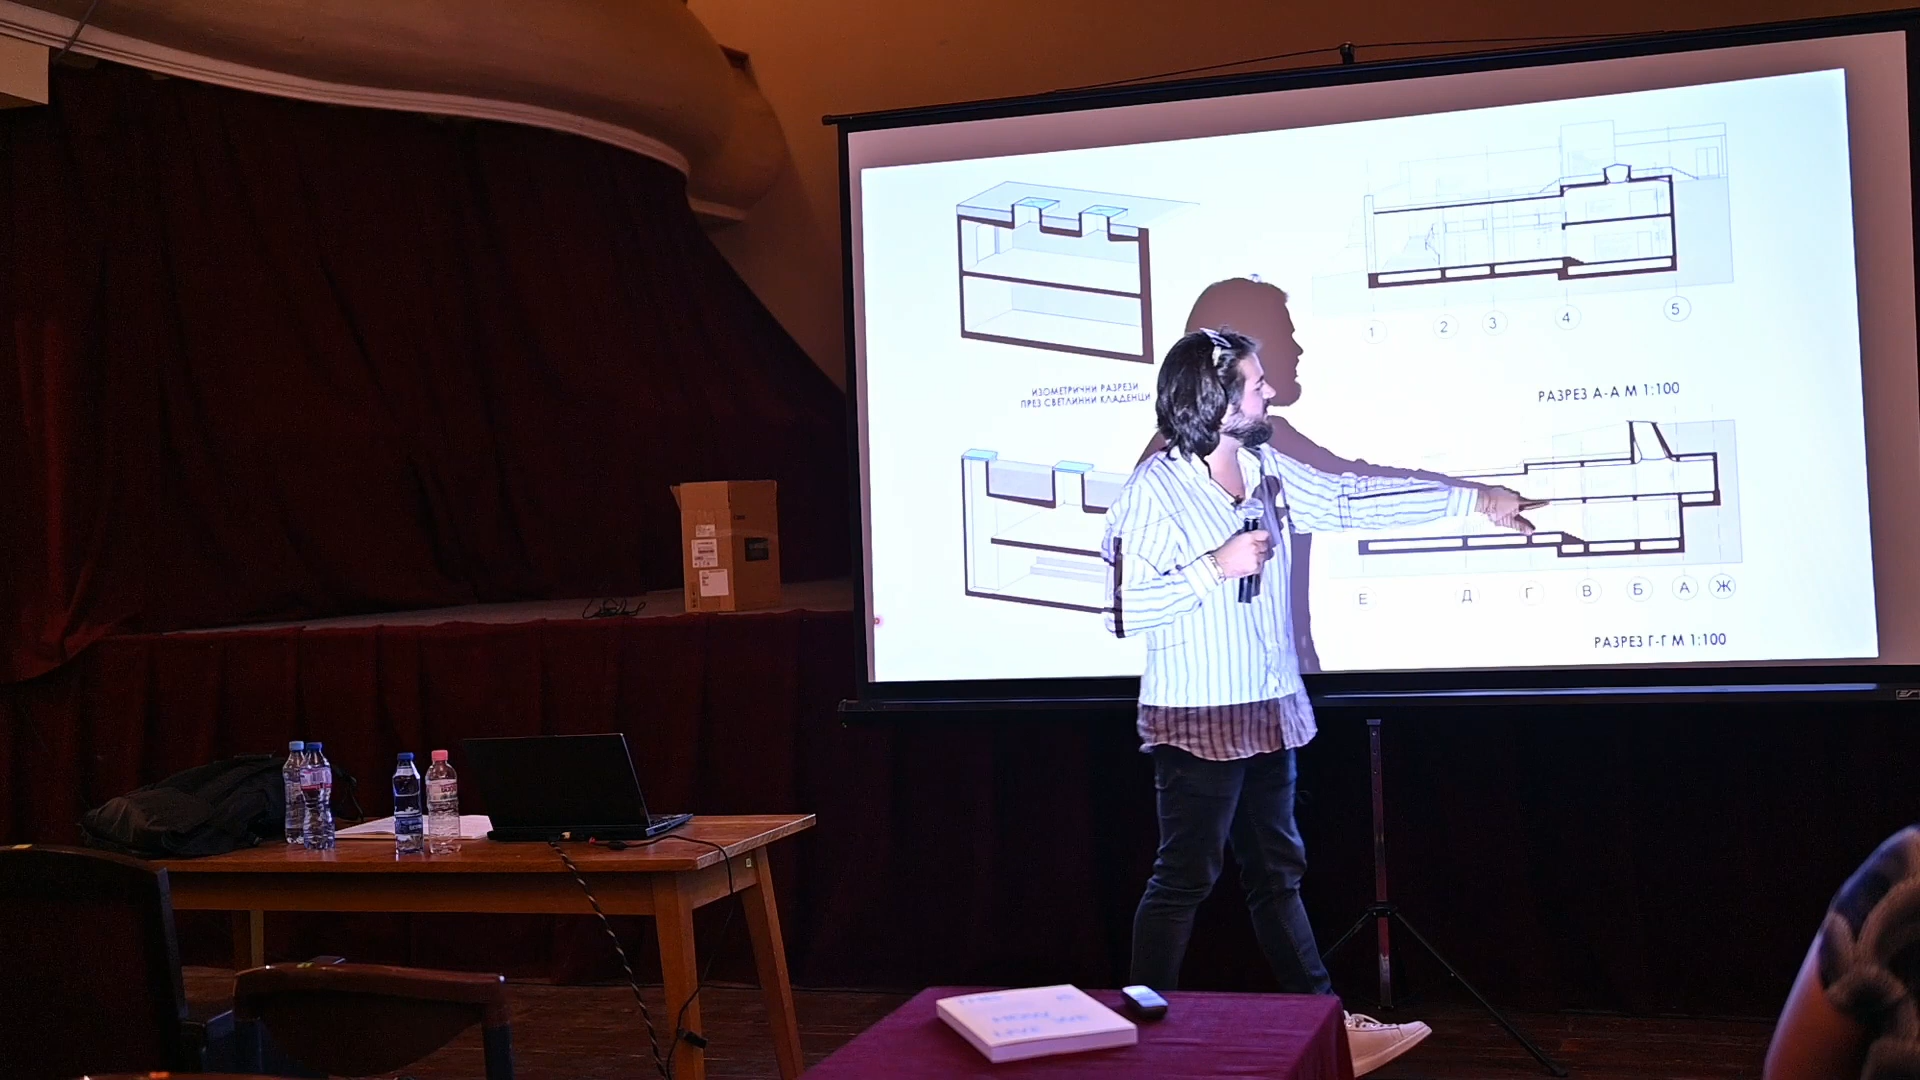 1 2 3 4 5
ИЗОМЕТРИЧНИ РАЗРЕЗИ
ПРЕЗ СВЕТЛИННИ КЛАДЕНЦИ
РАЗРЕЗ А-А М 1:100
Е Д Г В Б А Ж
РАЗРЕЗ Г-Г М 1:100